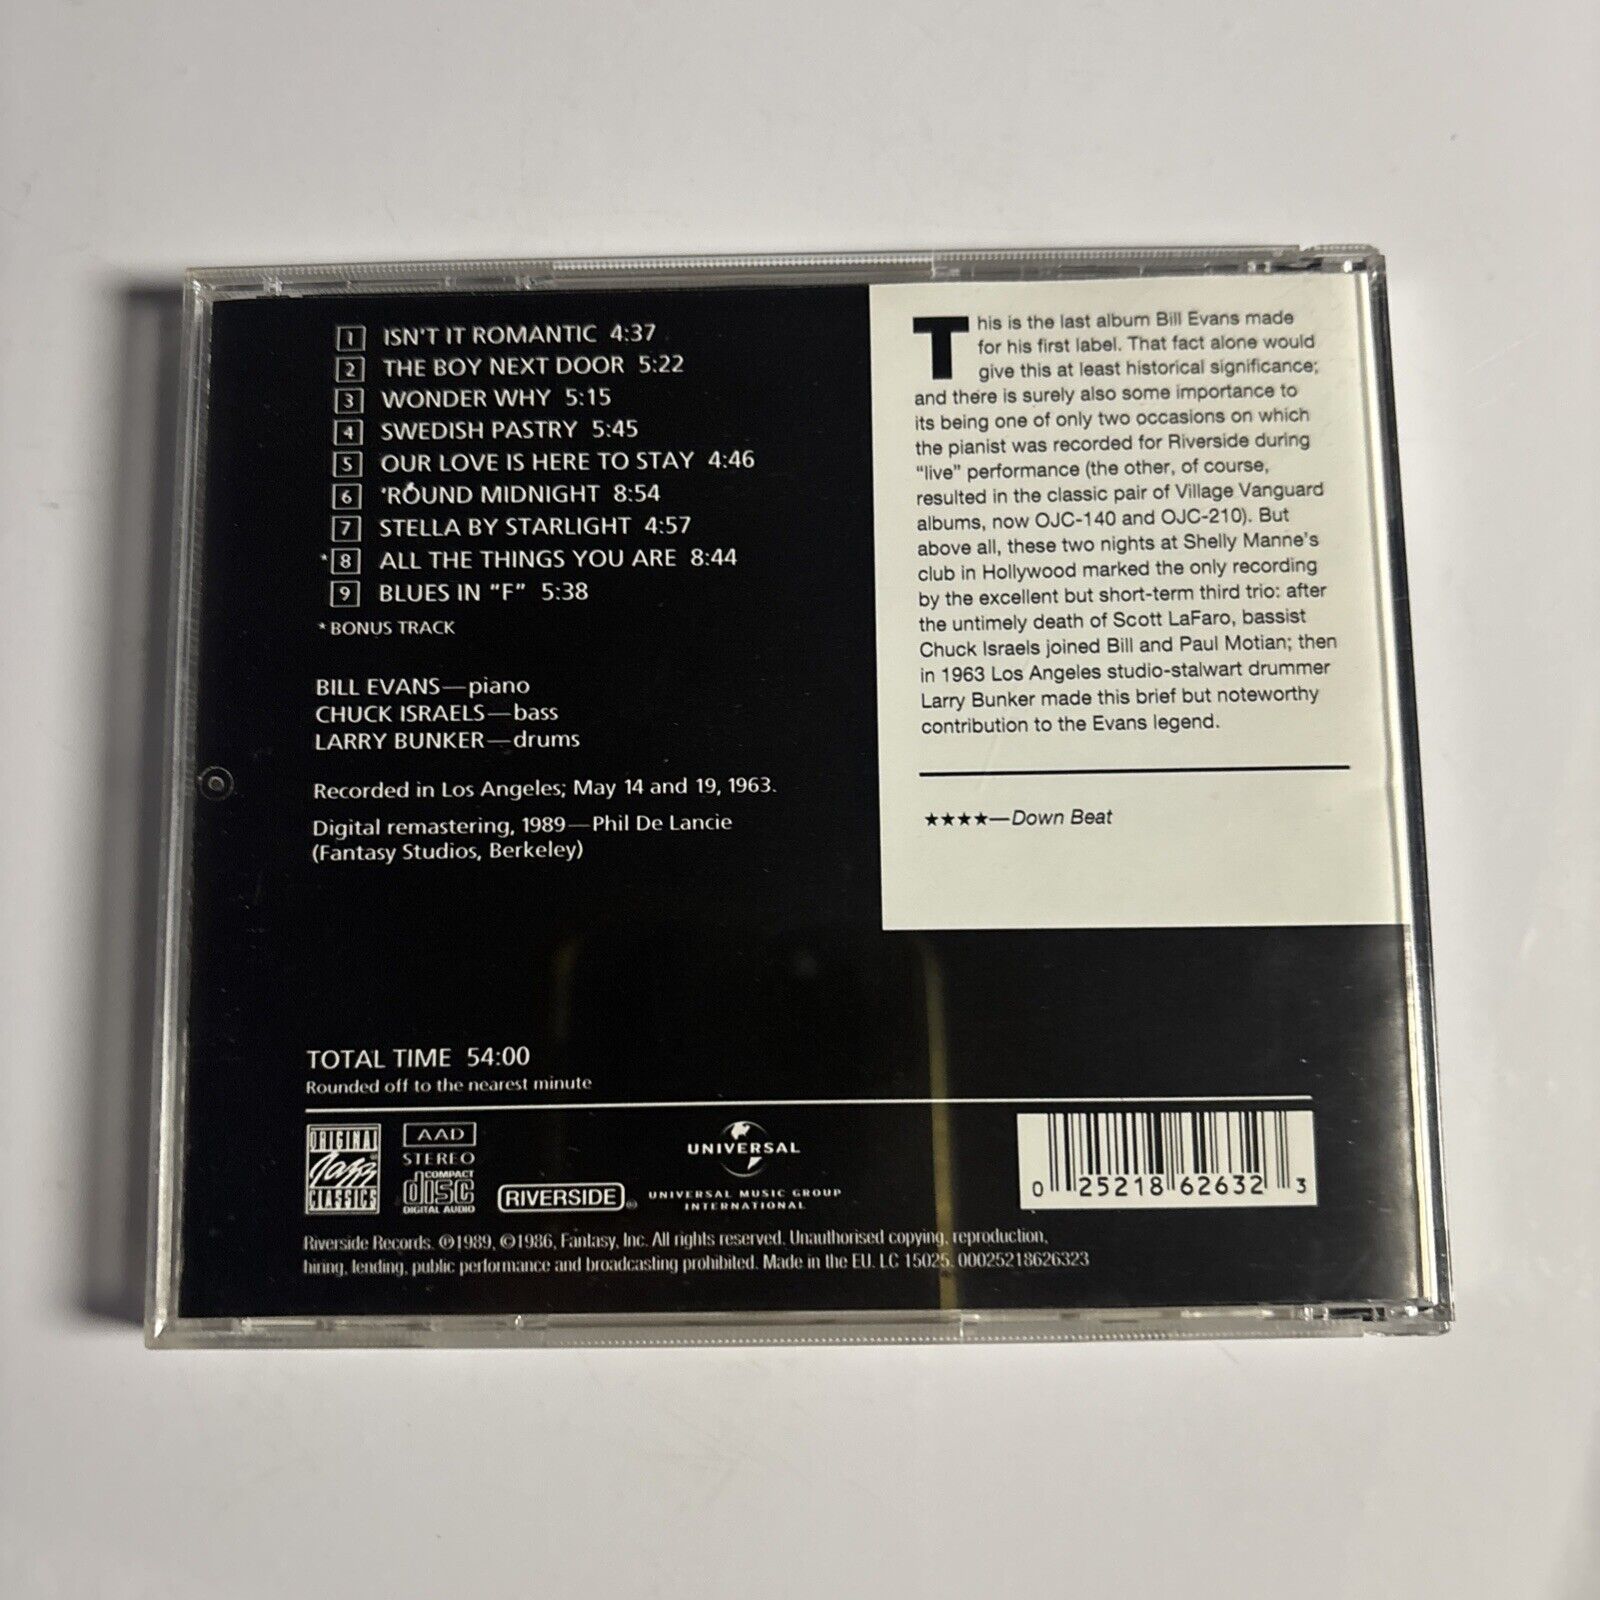 1 ISN'T IT ROMANTIC 4:37
2 THE BOY NEXT DOOR 5:22
3 WONDER WHY 5:15
4 SWEDISH PASTRY 5:45
5 OUR LOVE IS HERE TO STAY 4:46
6 'ROUND MIDNIGHT 8:54
7 STELLA BY STARLIGHT 4:57
* 8 ALL THE THINGS YOU ARE 8:44
9 BLUES IN "F" 5:38
* BONUS TRACK
BILL EVANS—piano
CHUCK ISRAELS—bass
LARRY BUNKER—drums
Recorded in Los Angeles; May 14 and 19, 1963.
Digital remastering, 1989—Phil De Lancie
(Fantasy Studios, Berkeley)
This is the last album Bill Evans made
for his first label. That fact alone would
give this at least historical significance;
and there is surely also some importance to
its being one of only two occasions on which
the pianist was recorded for Riverside during
“live” performance (the other, of course,
resulted in the classic pair of Village Vanguard
albums, now OJC-140 and OJC-210). But
above all, these two nights at Shelly Manne's
club in Hollywood marked the only recording
by the excellent but short-term third trio: after
the untimely death of Scott LaFaro, bassist
Chuck Israels joined Bill and Paul Motian; then
in 1963 Los Angeles studio-stalwart drummer
Larry Bunker made this brief but noteworthy
contribution to the Evans legend.
★★★★—Down Beat
TOTAL TIME 54:00
Rounded off to the nearest minute
ORIGINAL
Jazz
CLASSICS
AAD
STEREO
COMPACT
disc
DIGITAL AUDIO
RIVERSIDE®
UNIVERSAL
UNIVERSAL MUSIC GROUP
INTERNATIONAL
0 25218 62632 3
Riverside Records. ℗1989, ©1986, Fantasy, Inc. All rights reserved. Unauthorised copying, reproduction,
hiring, lending, public performance and broadcasting prohibited. Made in the EU. LC 15025. 00025218626323